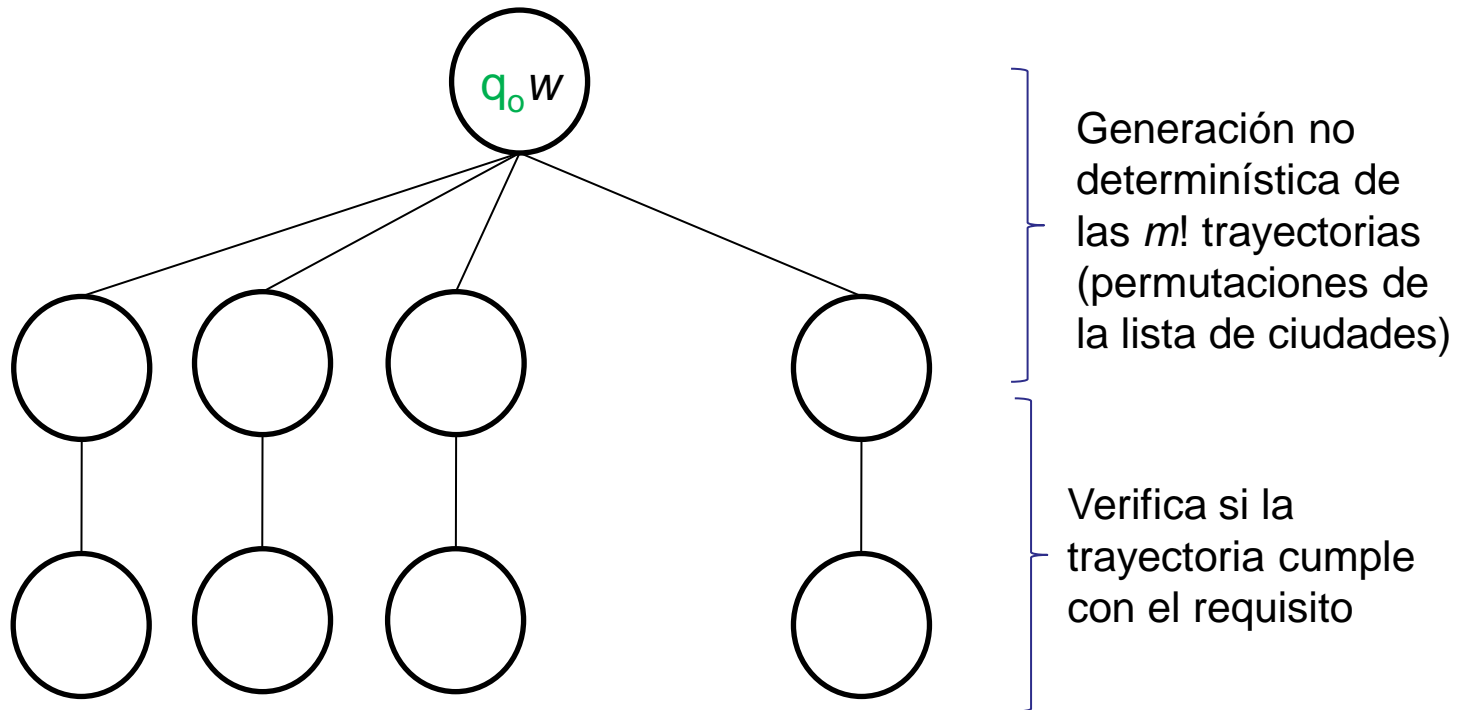 qow
Generación no
determinística de
las m! trayectorias
(permutaciones de
la lista de ciudades)
Verifica si la
trayectoria cumple
con el requisito